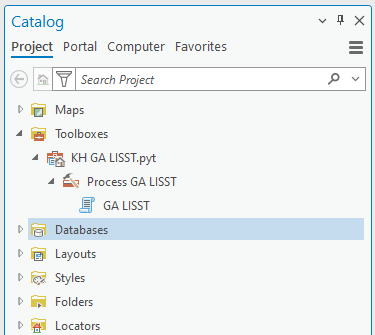 Catalog
Project Portal Computer Favorites
Search Project
Maps
Toolboxes
KH GA LISST.pyt
Process GA LISST
GA LISST
Databases
Layouts
Styles
Folders
Locators